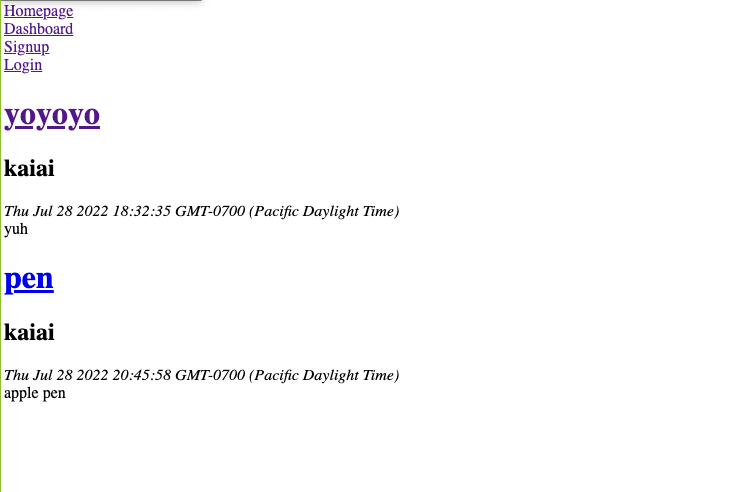 Homepage
Dashboard
Signup
Login
yoyoyo
kaiai
Thu Jul 28 2022 18:32:35 GMT-0700 (Pacific Daylight Time)
yuh
pen
kaiai
Thu Jul 28 2022 20:45:58 GMT-0700 (Pacific Daylight Time)
apple pen